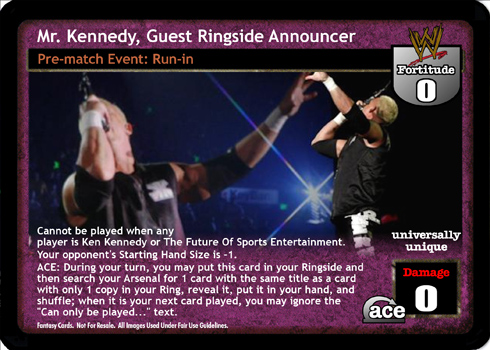 Mr. Kennedy, Guest Ringside Announcer
Pre-match Event: Run-in
W
Fortitude
0
Cannot be played when any
player is Ken Kennedy or The Future Of Sports Entertainment.
Your opponent's Starting Hand Size is -1.
ACE: During your turn, you may put this card in your Ringside and
then search your Arsenal for 1 card with the same title as a card
with only 1 copy in your Ring, reveal it, put it in your hand, and
shuffle; when it is your next card played, you may ignore the
"Can only be played..." text.
universally
unique
Damage
0
ace
Fantasy Cards. Not For Resale. All Images Used Under Fair Use Guidelines.